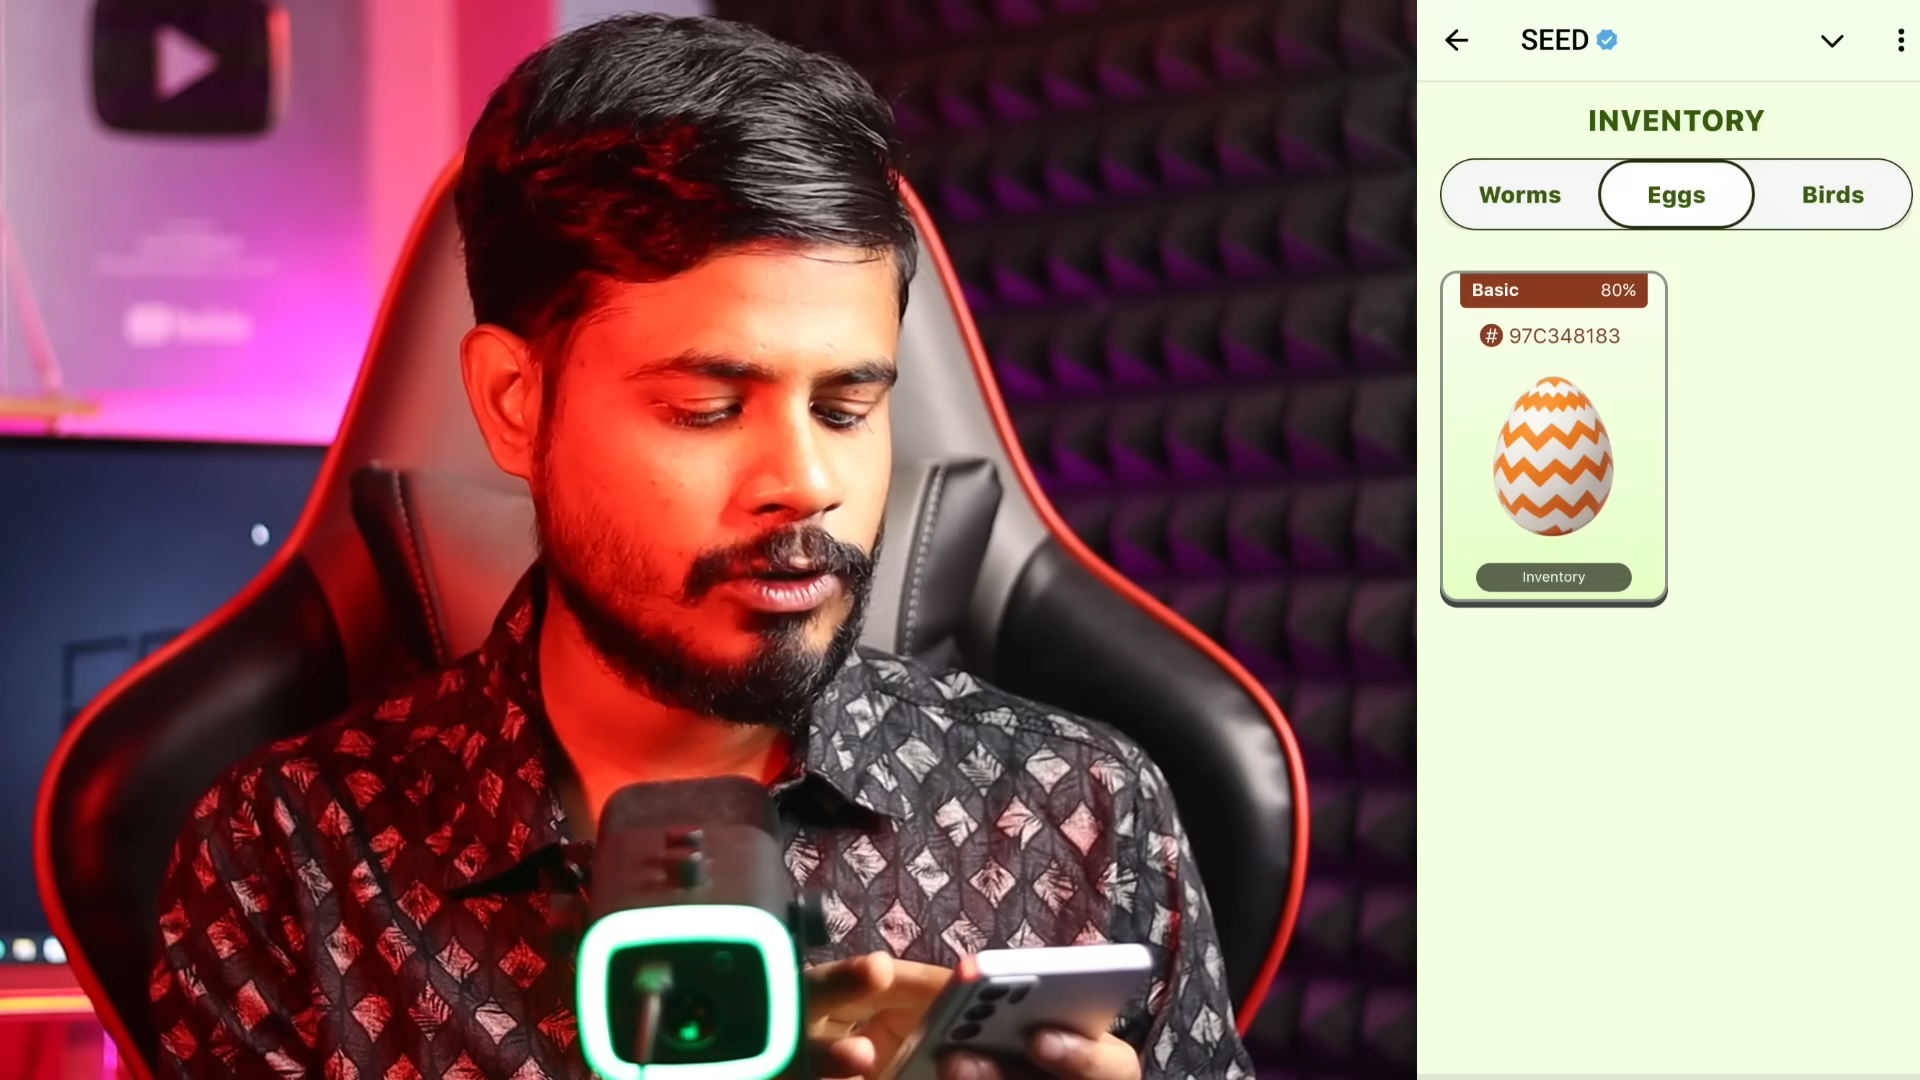 SEED
INVENTORY
Worms
Eggs
Birds
Basic 80%
# 97C348183
Inventory